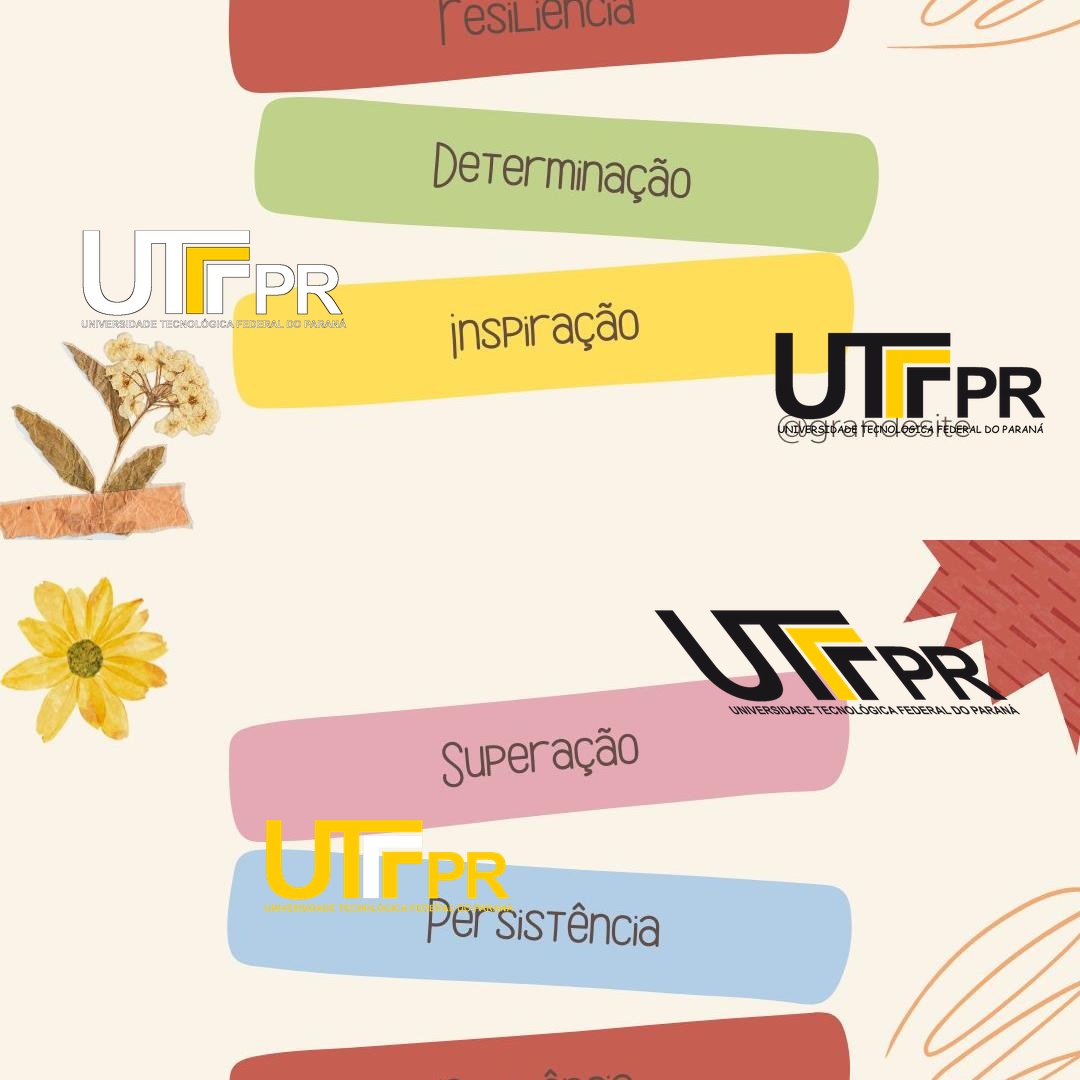 resiliência
Determinação
UTFPR
UNIVERSIDADE TECNOLÓGICA FEDERAL DO PARANÁ
inspiração
UTFPR
UNIVERSIDADE TECNOLÓGICA FEDERAL DO PARANÁ
@grandesite
UTFPR
UNIVERSIDADE TECNOLÓGICA FEDERAL DO PARANÁ
Superação
UTFPR
UNIVERSIDADE TECNOLÓGICA FEDERAL DO PARANÁ
Persistência